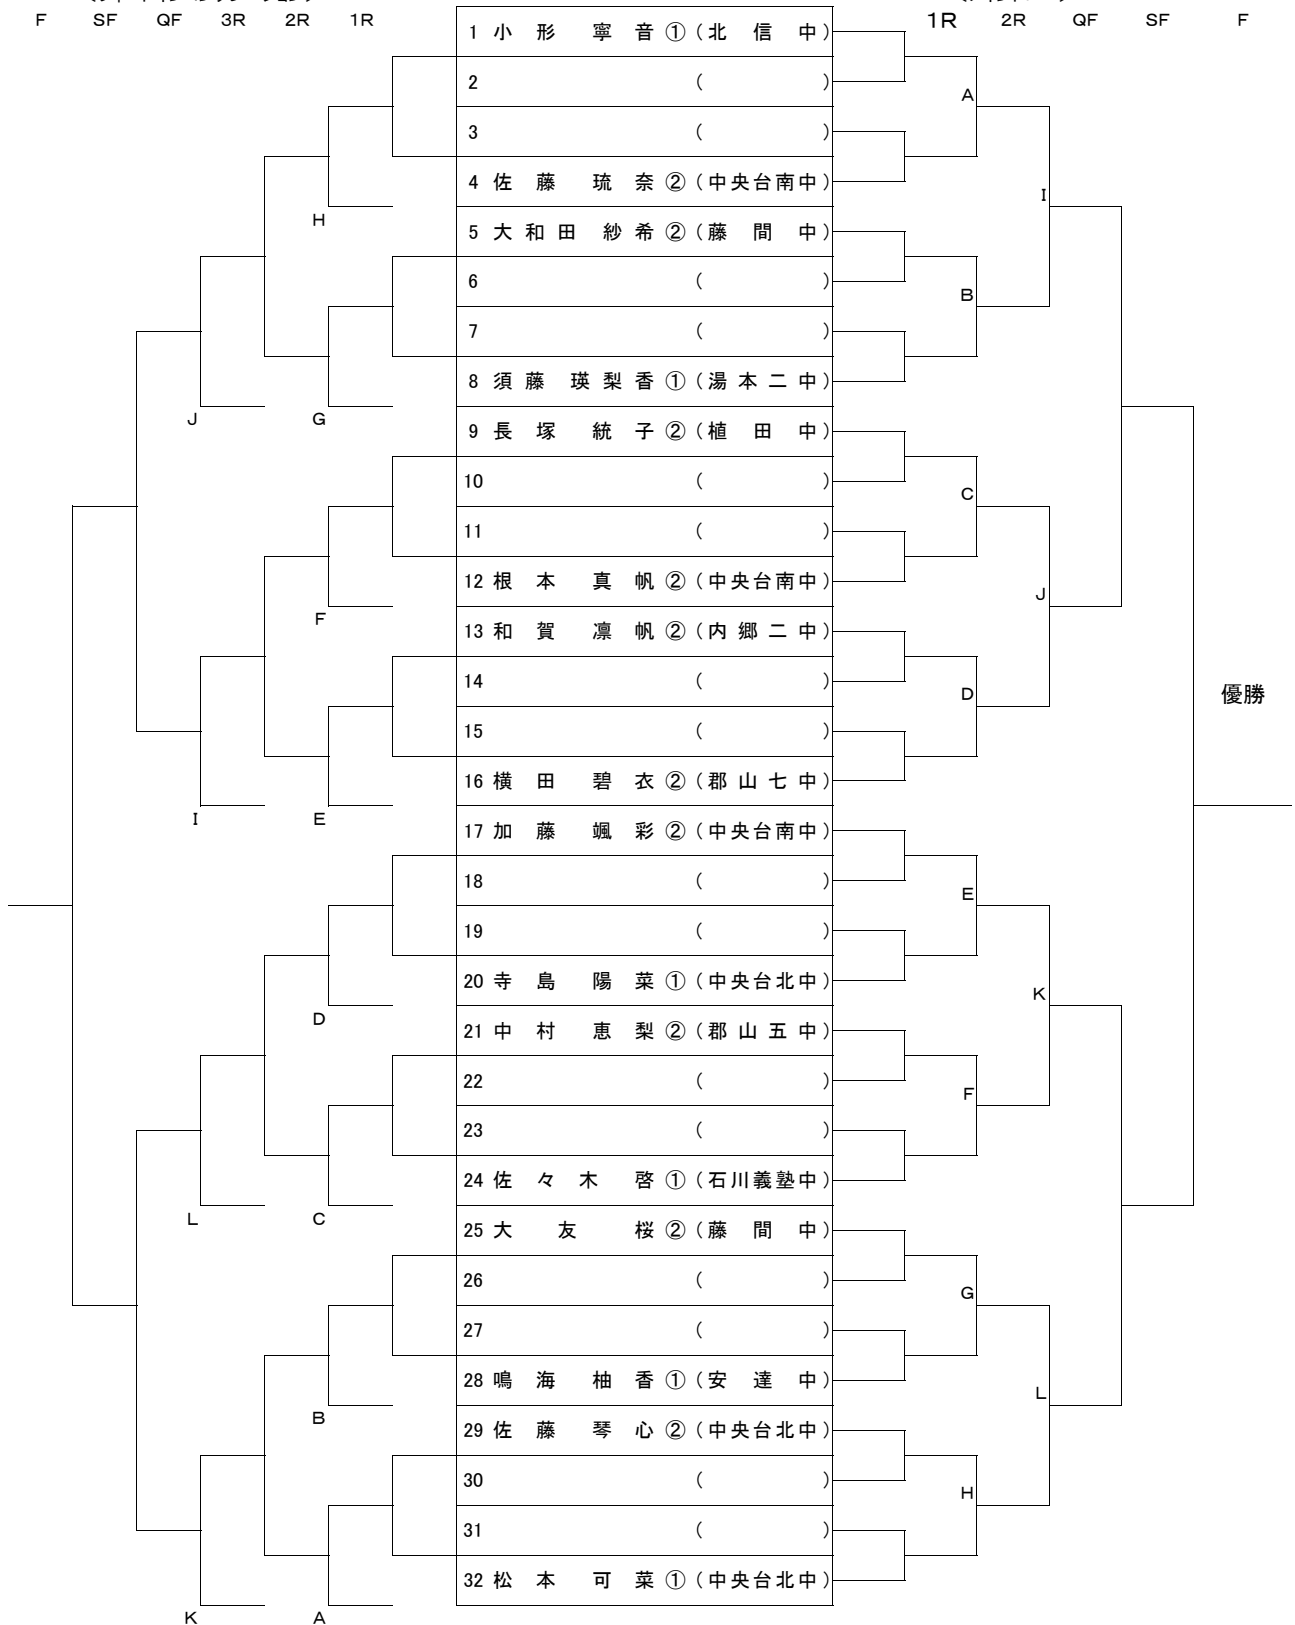 F SF QF 3R 2R 1R 1R 2R QF SF F
1 小形 寧音 ① (北信中)
2 ( )
A
3 ( )
4 佐藤 琉奈 ② (中央台南中)
I
H
5 大和田 紗希 ② (藤間中)
6 ( )
B
7 ( )
8 須藤 瑛梨香 ① (湯本二中)
J G
9 長塚 統子 ② (植田中)
10 ( )
C
11 ( )
12 根本 真帆 ② (中央台南中)
J
F
13 和賀 凛帆 ② (内郷二中)
14 ( )
D 優勝
15 ( )
16 横田 碧衣 ② (郡山七中)
I E
17 加藤 颯彩 ② (中央台南中)
18 ( )
E
19 ( )
20 寺島 陽菜 ① (中央台北中)
K
D
21 中村 恵梨 ② (郡山五中)
22 ( )
F
23 ( )
24 佐々木 啓 ① (石川義塾中)
L C
25 大友 桜 ② (藤間中)
26 ( )
G
27 ( )
28 鳴海 柚香 ① (安達中)
L
B
29 佐藤 琴心 ② (中央台北中)
30 ( )
H
31 ( )
32 松本 可菜 ① (中央台北中)
K A